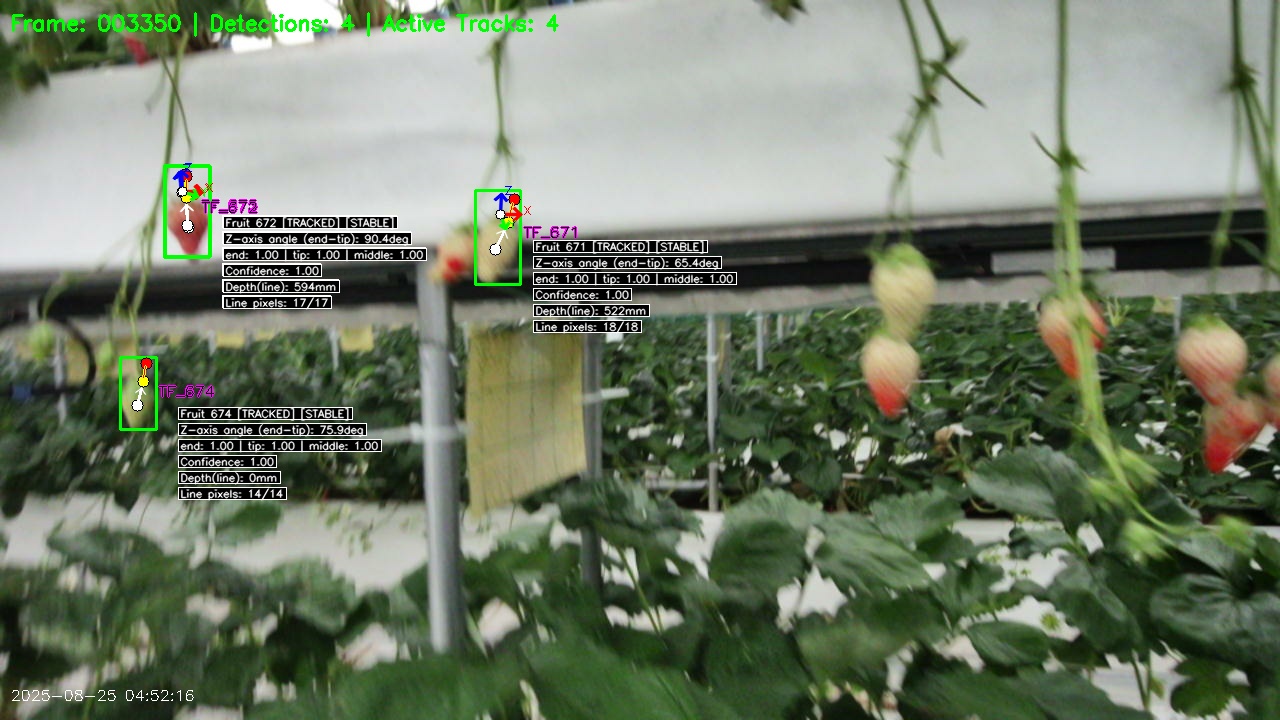 Frame: 003350 | Detections: 4 | Active Tracks: 4
Z
X
Fruit 672 [TRACKED] [STABLE]
Z-axis angle (end-tip): 90.4deg
end: 1.00 | tip: 1.00 | middle: 1.00
Confidence: 1.00
Depth(line): 594mm
Line pixels: 17/17
Z
X
TF_671
Fruit 671 [TRACKED] [STABLE]
Z-axis angle (end-tip): 65.4deg
end: 1.00 | tip: 1.00 | middle: 1.00
Confidence: 1.00
Depth(line): 522mm
Line pixels: 18/18
TF_674
Fruit 674 [TRACKED] [STABLE]
Z-axis angle (end-tip): 75.9deg
end: 1.00 | tip: 1.00 | middle: 1.00
Confidence: 1.00
Depth(line): 0mm
Line pixels: 14/14
2025-08-25 04:52:16